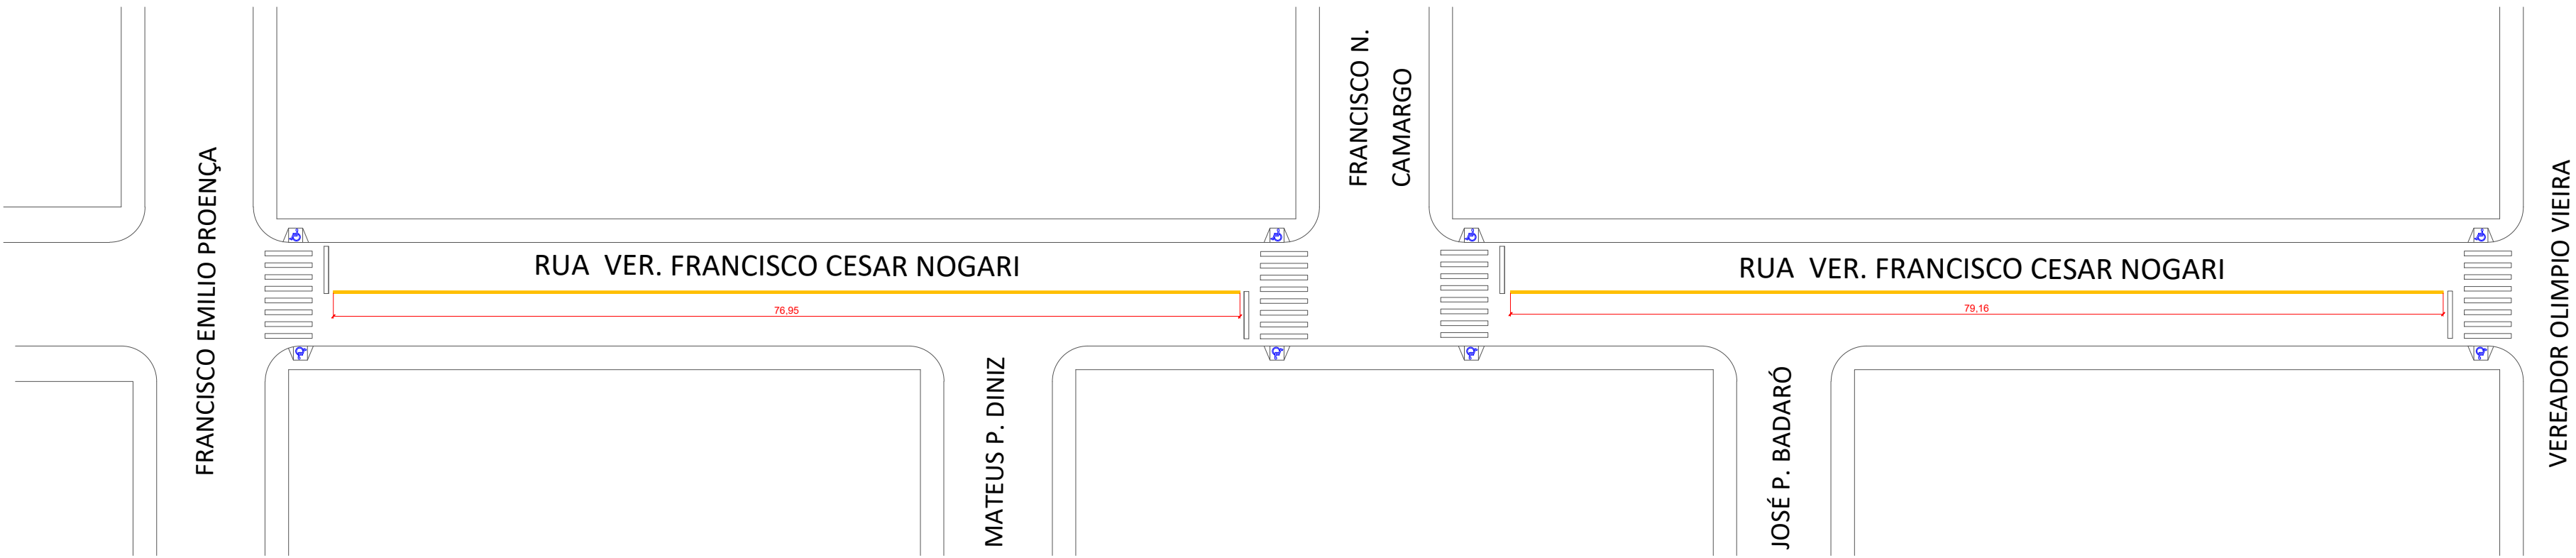 FRANCISCO EMILIO PROENÇA
RUA VER. FRANCISCO CESAR NOGARI
76,95
MATEUS P. DINIZ
FRANCISCO N.
CAMARGO
RUA VER. FRANCISCO CESAR NOGARI
79,16
JOSÉ P. BADARÓ
VEREADOR OLIMPIO VIEIRA